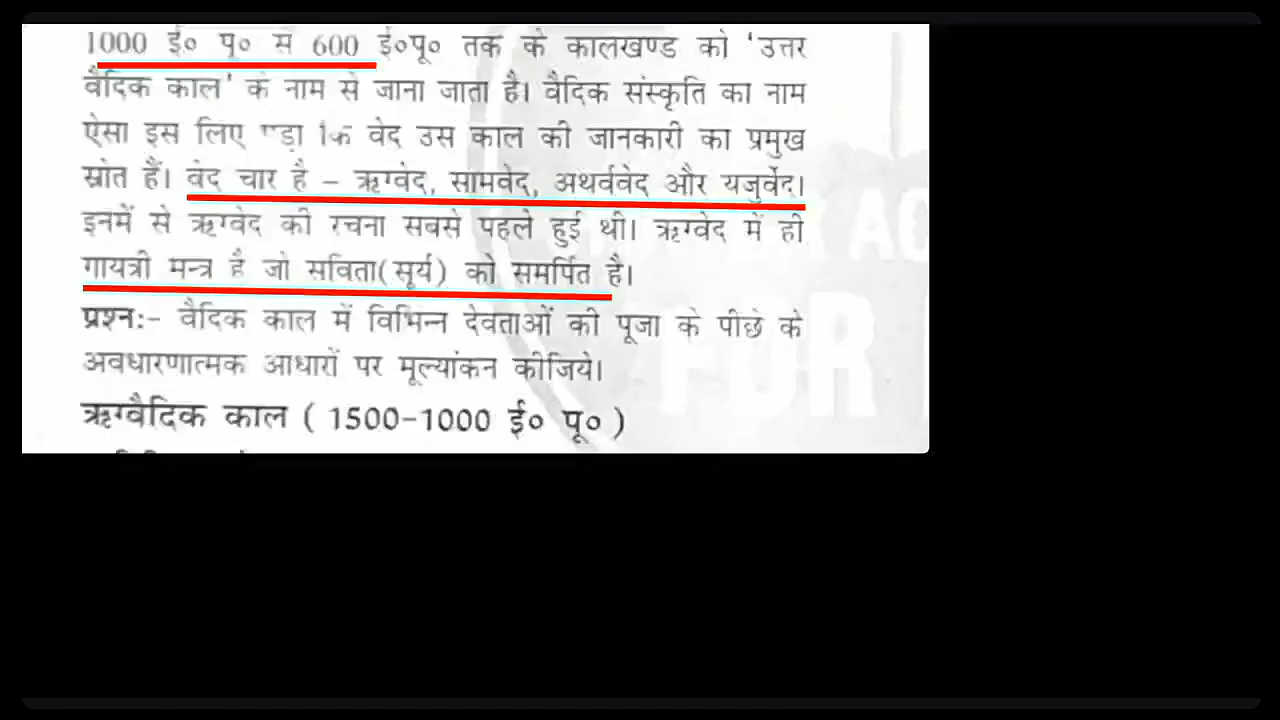 1000 ई० पू० से 600 ई०पू० तक के कालखण्ड को 'उत्तर
वैदिक काल' के नाम से जाना जाता है। वैदिक संस्कृति का नाम
ऐसा इस लिए पड़ा कि वेद उस काल की जानकारी का प्रमुख
स्रोत हैं। वेद चार है – ऋग्वेद, सामवेद, अथर्ववेद और यजुर्वेद।
इनमें से ऋग्वेद की रचना सबसे पहले हुई थी। ऋग्वेद में ही
गायत्री मन्त्र है जो सविता(सूर्य) को समर्पित है।
प्रश्न:– वैदिक काल में विभिन्न देवताओं की पूजा के पीछे के
अवधारणात्मक आधारों पर मूल्यांकन कीजिये।
ऋग्वैदिक काल ( 1500-1000 ई० पू० )
FOR